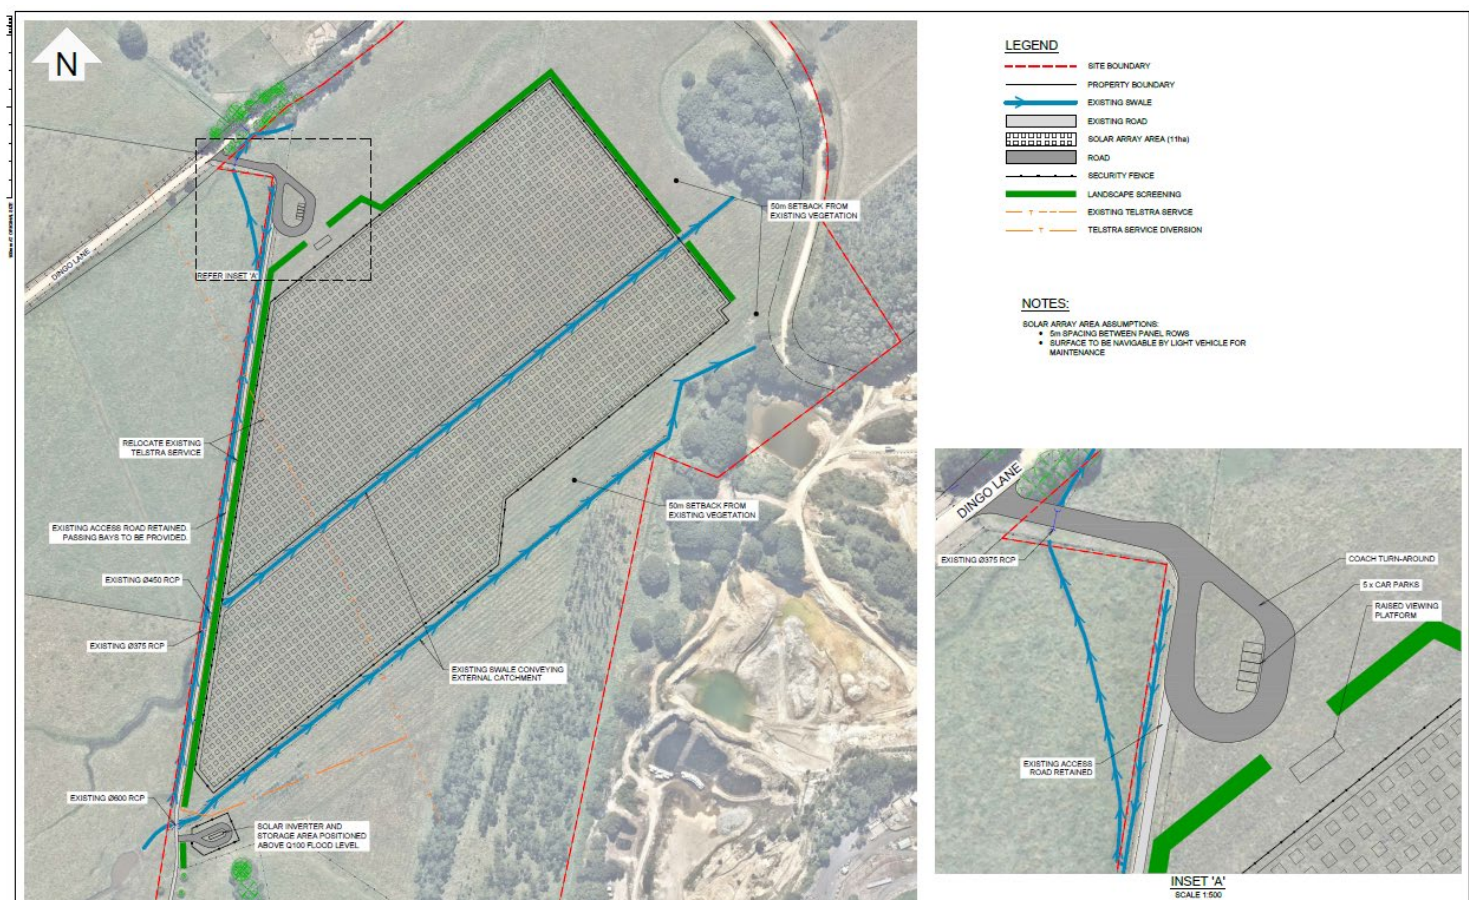 N
DINGO LANE
REFER INSET 'A'
50m SETBACK FROM
EXISTING VEGETATION
RELOCATE EXISTING
TELSTRA SERVICE
EXISTING ACCESS ROAD RETAINED.
PASSING BAYS TO BE PROVIDED.
EXISTING Ø450 RCP
EXISTING Ø375 RCP
50m SETBACK FROM
EXISTING VEGETATION
EXISTING SWALE CONVEYING
EXTERNAL CATCHMENT
EXISTING Ø600 RCP
SOLAR INVERTER AND
STORAGE AREA POSITIONED
ABOVE Q100 FLOOD LEVEL
LEGEND
SITE BOUNDARY
PROPERTY BOUNDARY
EXISTING SWALE
EXISTING ROAD
SOLAR ARRAY AREA (11ha)
ROAD
SECURITY FENCE
LANDSCAPE SCREENING
T
EXISTING TELSTRA SERVCE
T
TELSTRA SERVICE DIVERSION
NOTES:
SOLAR ARRAY AREA ASSUMPTIONS:
• 5m SPACING BETWEEN PANEL ROWS
• SURFACE TO BE NAVIGABLE BY LIGHT VEHICLE FOR
MAINTENANCE
DINGO LANE
EXISTING Ø375 RCP
COACH TURN-AROUND
5 x CAR PARKS
RAISED VIEWING
PLATFORM
EXISTING ACCESS
ROAD RETAINED
INSET 'A'
SCALE 1:500